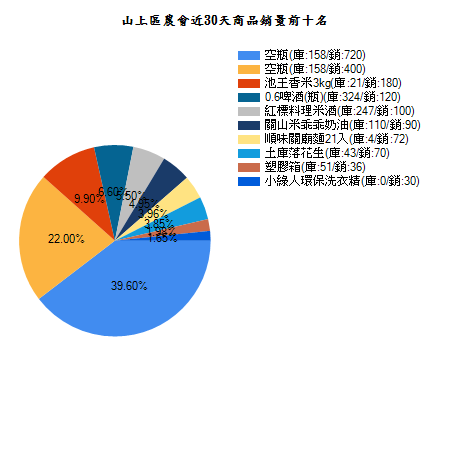 山上區農會近30天商品銷量前十名
空瓶(庫:158/銷:720)
空瓶(庫:158/銷:400)
池王香米3kg(庫:21/銷:180)
0.6啤酒(瓶)(庫:324/銷:120)
紅標料理米酒(庫:247/銷:100)
關山米乖乖奶油(庫:110/銷:90)
順味關廟麵21入(庫:4/銷:72)
土庫落花生(庫:43/銷:70)
塑膠箱(庫:51/銷:36)
小綠人環保洗衣精(庫:0/銷:30)
6.60%
5.50%
9.90%
4.95%
3.96%
3.85%
1.98%
1.65%
22.00%
39.60%